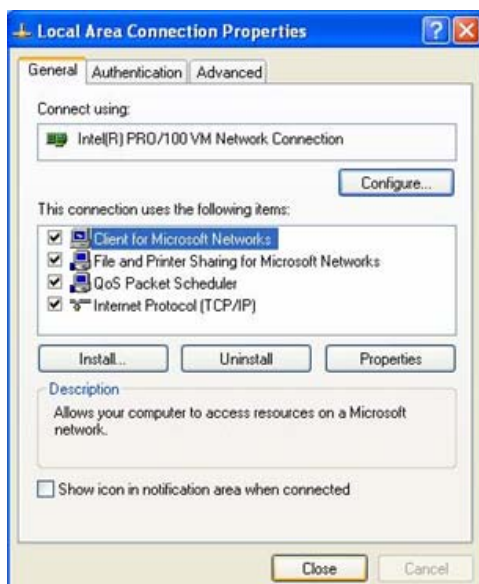 Local Area Connection Properties
General Authentication Advanced
Connect using:
Intel(R) PRO/100 VM Network Connection
Configure...
This connection uses the following items:
Client for Microsoft Networks
File and Printer Sharing for Microsoft Networks
QoS Packet Scheduler
Internet Protocol (TCP/IP)
Install... Uninstall Properties
Description
Allows your computer to access resources on a Microsoft
network.
Show icon in notification area when connected
Close Cancel